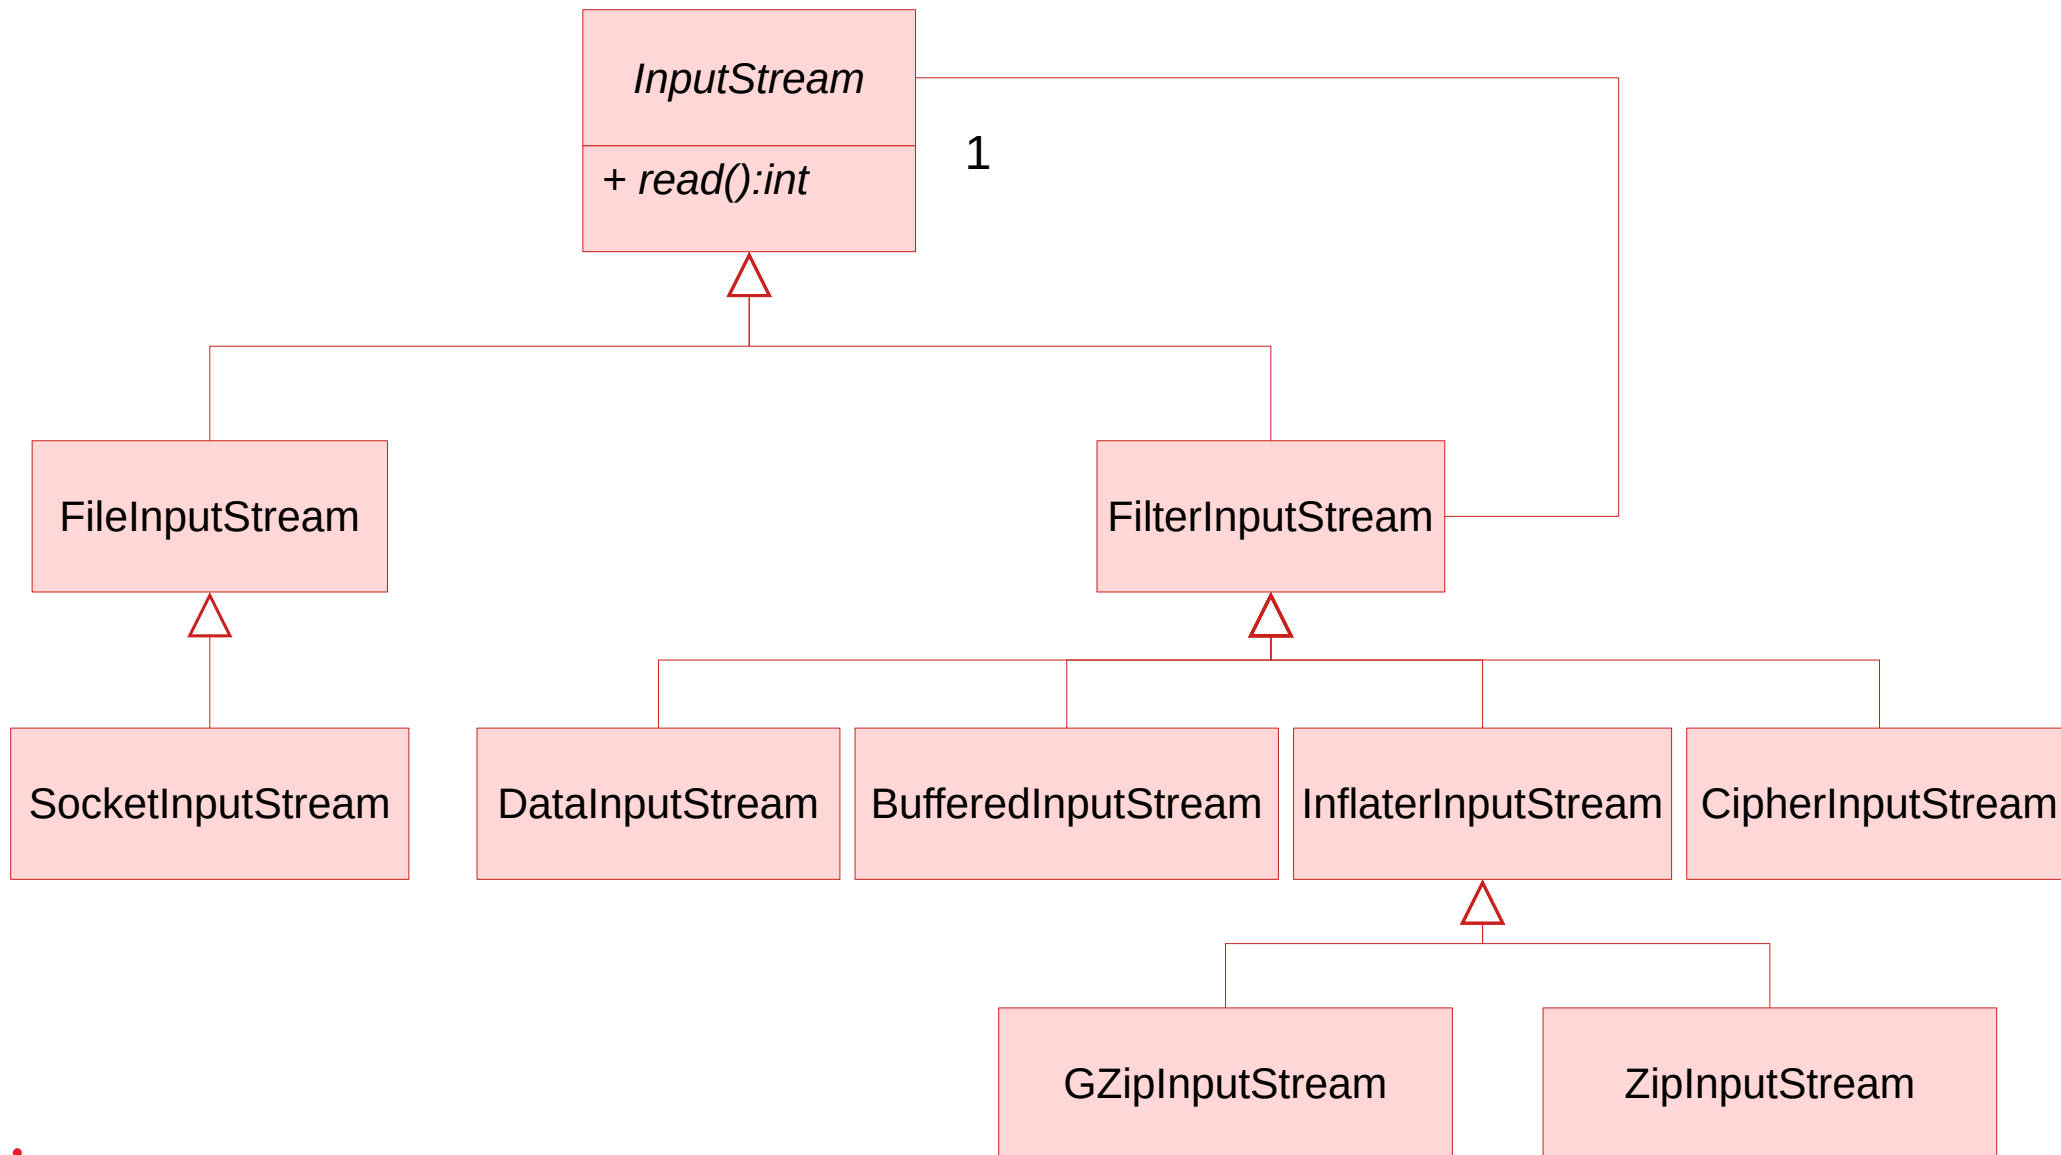 InputStream
1
+ read():int
FileInputStream
FilterInputStream
SocketInputStream
DataInputStream
BufferedInputStream
InflaterInputStream
CipherInputStream
GZipInputStream
ZipInputStream